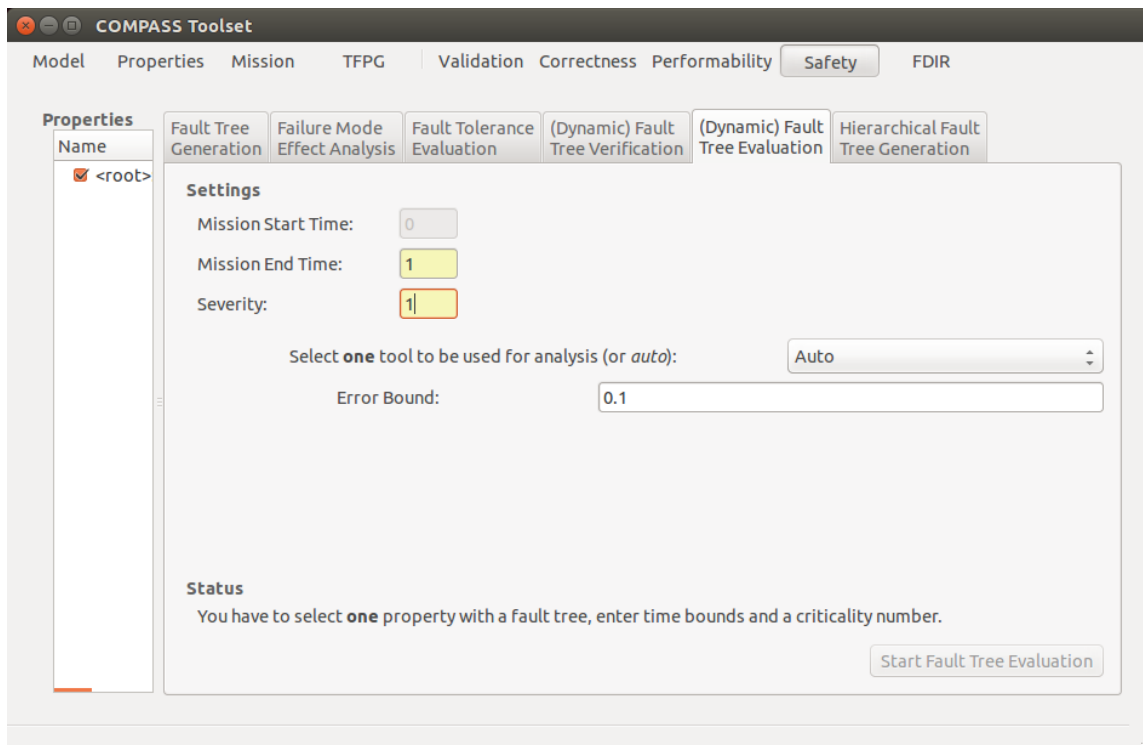 COMPASS Toolset
Model Properties Mission TFPG Validation Correctness Performability Safety FDIR
Properties
Name
<root>
Fault Tree Generation
Failure Mode Effect Analysis
Fault Tolerance Evaluation
(Dynamic) Fault Tree Verification
(Dynamic) Fault Tree Evaluation
Hierarchical Fault Tree Generation
Settings
Mission Start Time: 0
Mission End Time: 1
Severity: 1
Select one tool to be used for analysis (or auto): Auto
Error Bound: 0.1
Status
You have to select one property with a fault tree, enter time bounds and a criticality number.
Start Fault Tree Evaluation